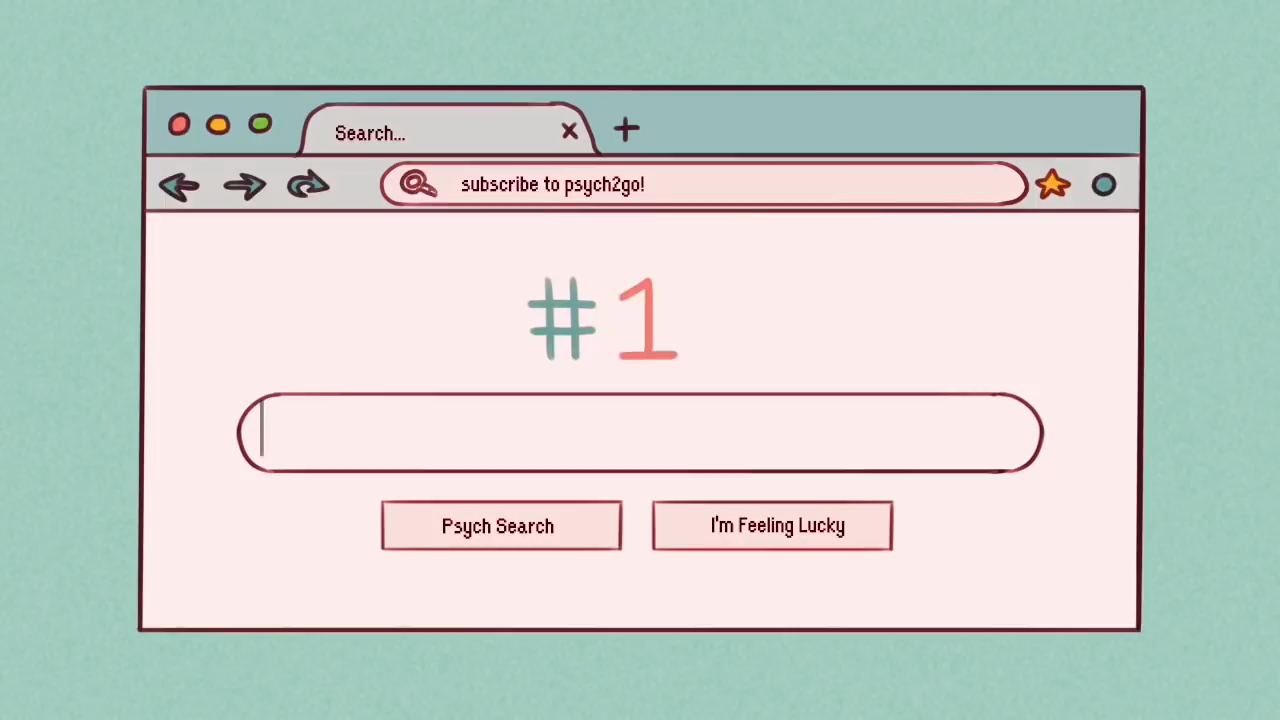 Search...
subscribe to psych2go!
#1
Psych Search
I'm Feeling Lucky